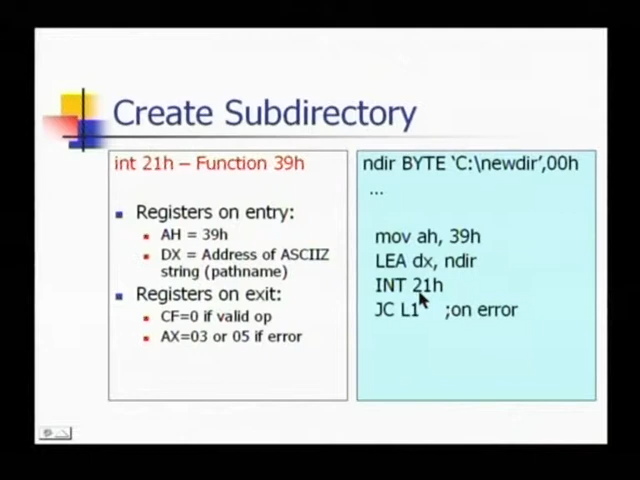 Create Subdirectory
int 21h – Function 39h
Registers on entry:
AH = 39h
DX = Address of ASCIIZ
string (pathname)
Registers on exit:
CF=0 if valid op
AX=03 or 05 if error
ndir BYTE ‘C:\newdir’,00h
...
mov ah, 39h
LEA dx, ndir
INT 21h
JC L1 ;on error